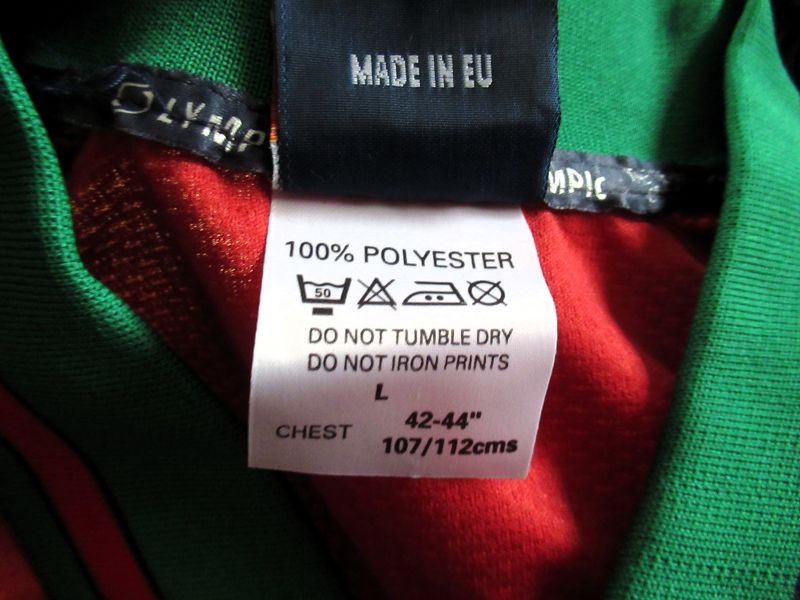 MADE IN EU
OLYMPIC
100% POLYESTER
50
DO NOT TUMBLE DRY
DO NOT IRON PRINTS
L
CHEST 42-44"
107/112cms